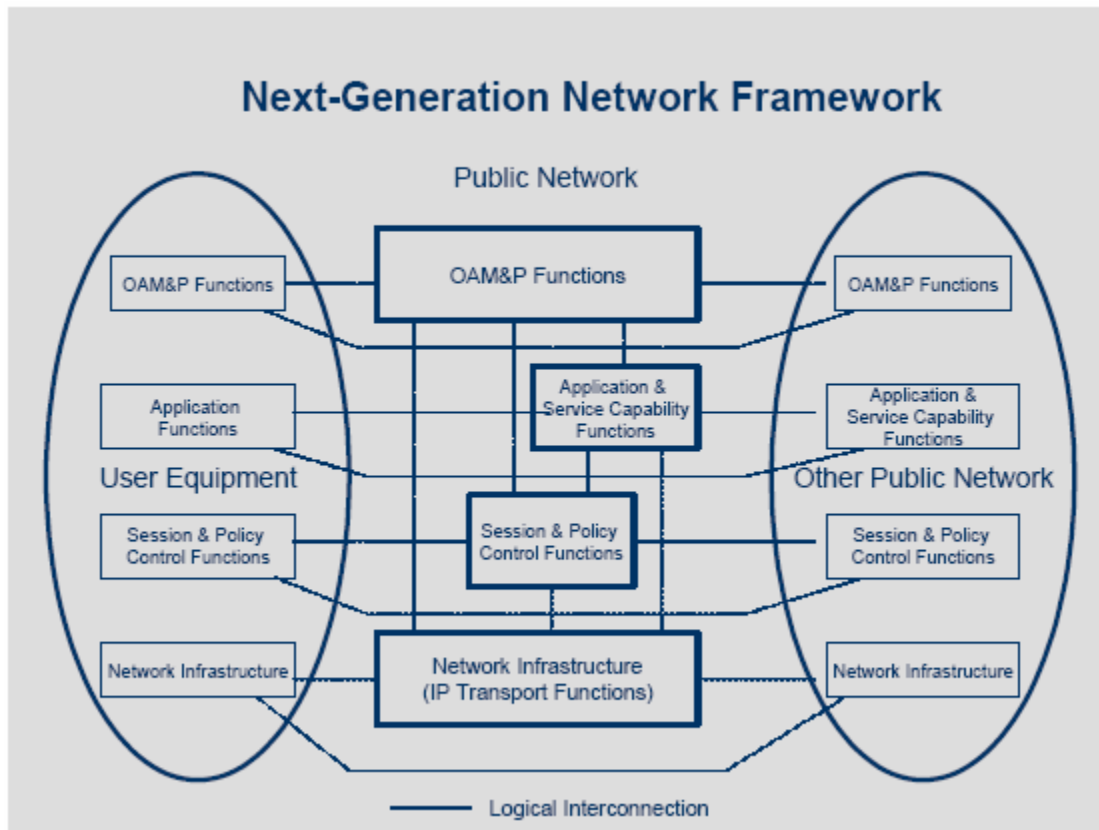 Next-Generation Network Framework
Public Network
OAM&P Functions
OAM&P Functions
OAM&P Functions
Application
Functions
Application &
Service Capability
Functions
Application &
Service Capability
Functions
User Equipment
Other Public Network
Session & Policy
Control Functions
Session & Policy
Control Functions
Session & Policy
Control Functions
Network Infrastructure
Network Infrastructure
(IP Transport Functions)
Network Infrastructure
Logical Interconnection